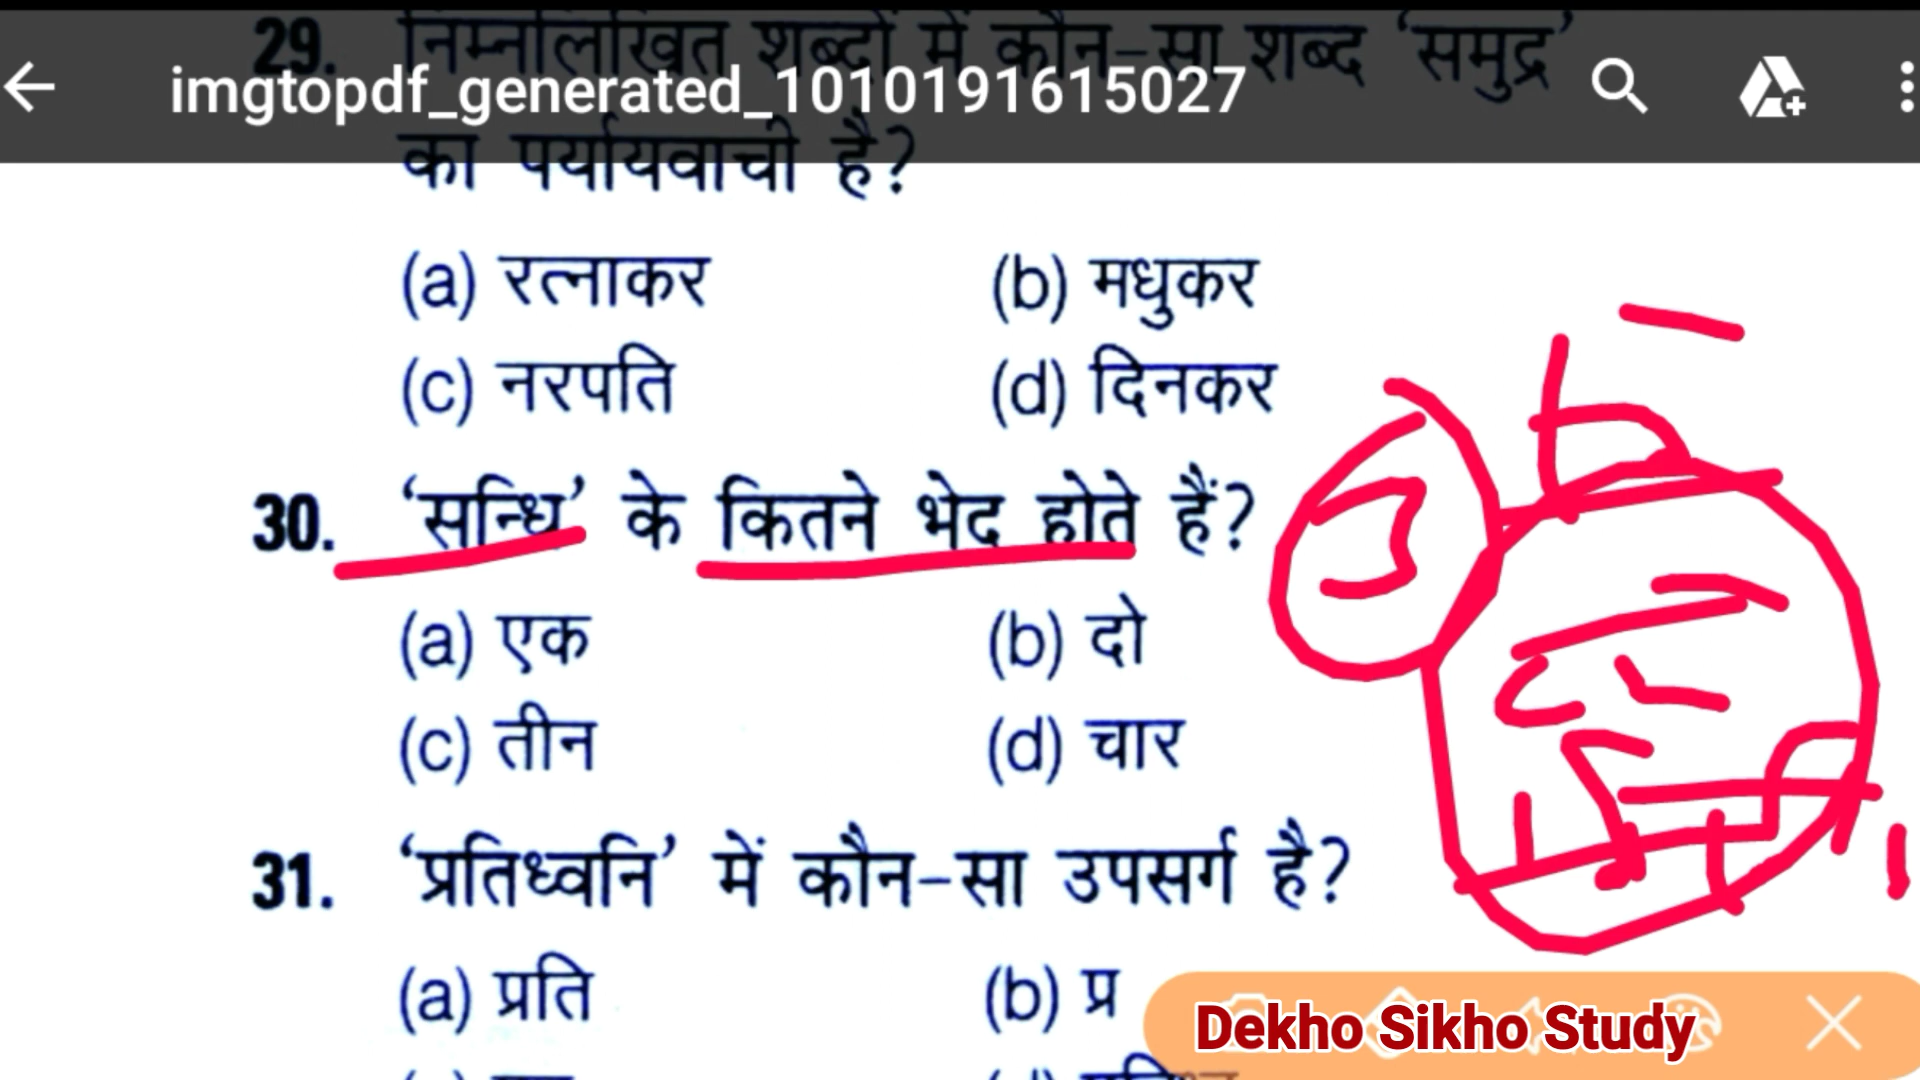 29. निम्नलिखित शब्दों में कौन-सा शब्द ‘समुद्र’
imgtopdf_generated_1010191615027
का पर्यायवाची है?
(a) रत्नाकर (b) मधुकर
(c) नरपति (d) दिनकर
30. ‘सन्धि’ के कितने भेद होते हैं?
(a) एक (b) दो
(c) तीन (d) चार
31. ‘प्रतिध्वनि’ में कौन-सा उपसर्ग है?
(a) प्रति (b) प्र
Dekho Sikho Study